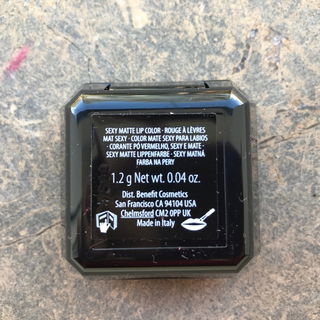 SEXY MATTE LIP COLOR · ROUGE À LÈVRES
MAT SEXY · COLOR MATE SEXY PARA LABIOS
· CORANTE PÓ VERMELHO, SEXY E MATE ·
SEXY MATTE LIPPENFARBE · SEXY MATNÁ
FARBA NA PERY
1.2 g Net wt. 0.04 oz.
Dist. Benefit Cosmetics
San Francisco CA 94104 USA
Chelmsford CM2 0PP UK
Made in Italy